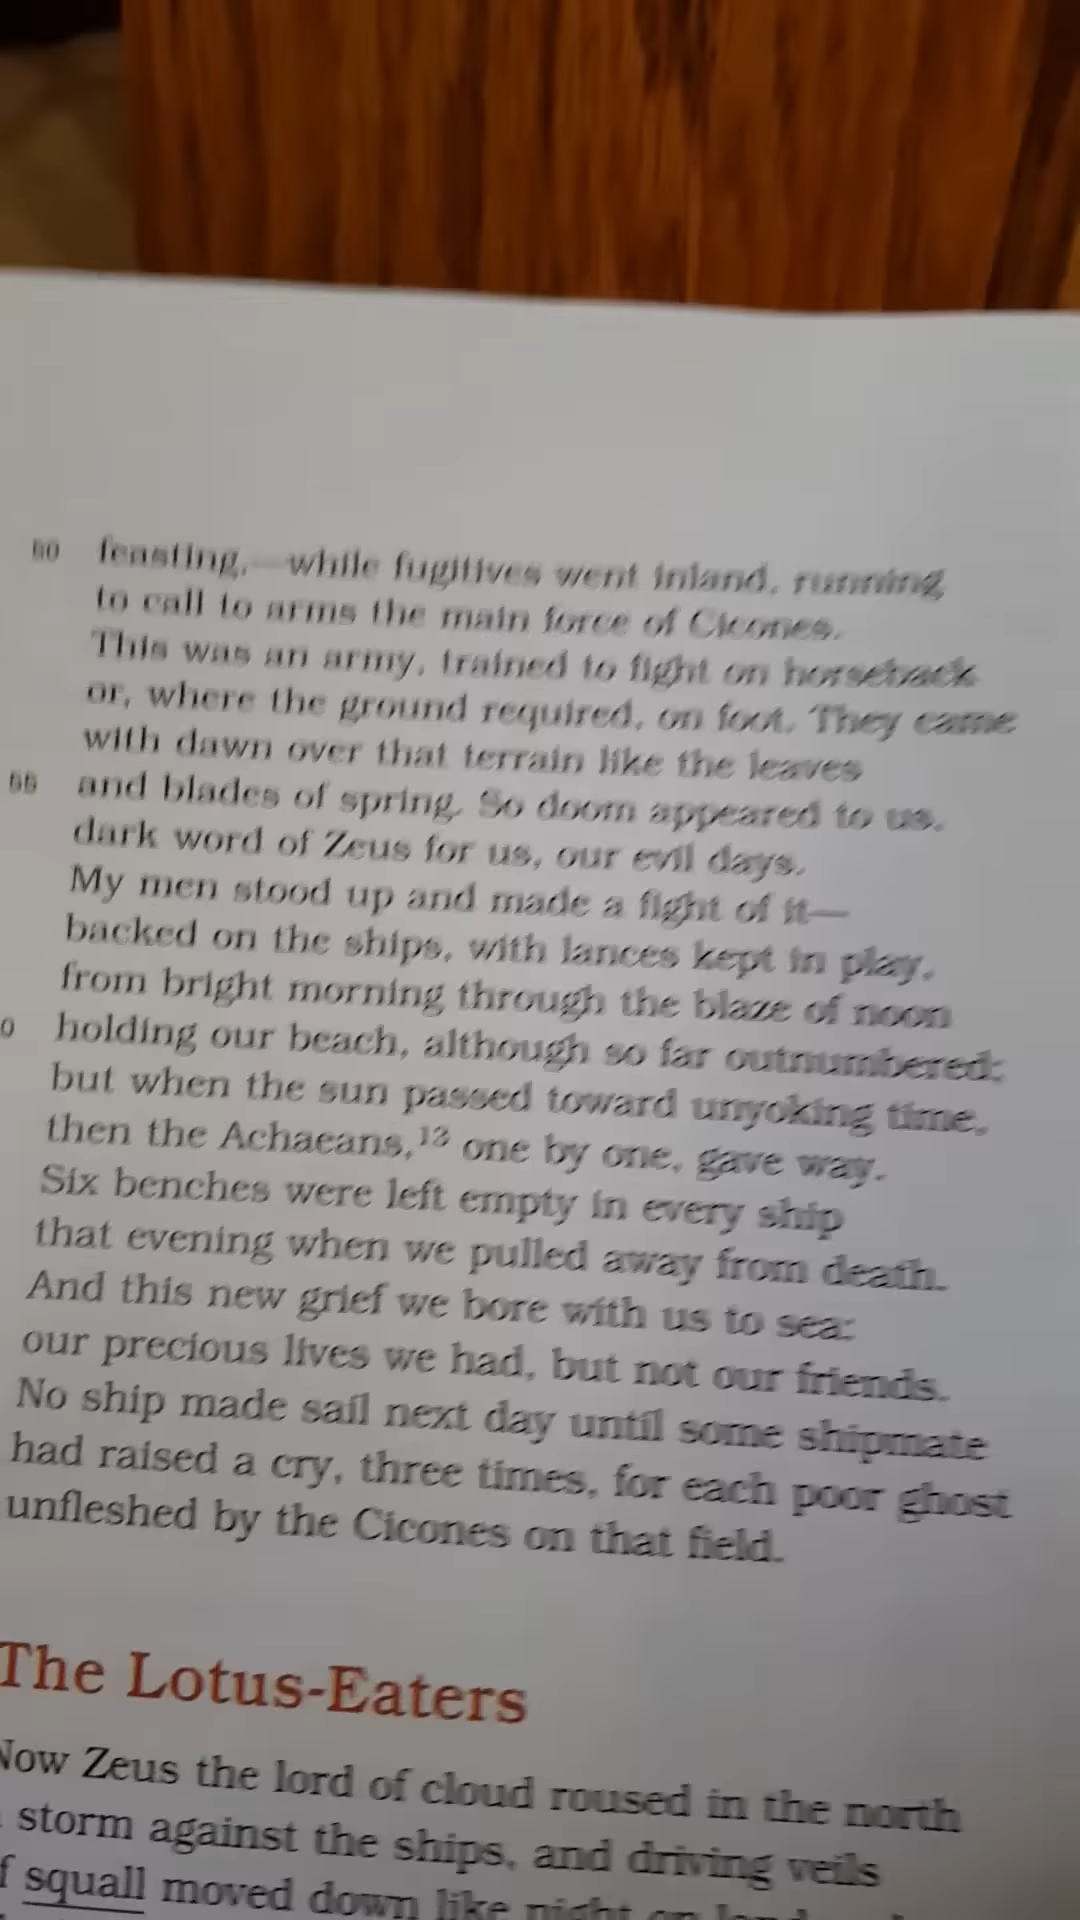 50 feasting,—while fugitives went inland, running
to call to arms the main force of Cicones.
This was an army, trained to fight on horseback
or, where the ground required, on foot. They came
with dawn over that terrain like the leaves
55 and blades of spring. So doom appeared to us,
dark word of Zeus for us, our evil days.
My men stood up and made a fight of it—
backed on the ships, with lances kept in play,
from bright morning through the blaze of noon
0 holding our beach, although so far outnumbered;
but when the sun passed toward unyoking time,
then the Achaeans,13 one by one, gave way.
Six benches were left empty in every ship
that evening when we pulled away from death.
And this new grief we bore with us to sea:
our precious lives we had, but not our friends.
No ship made sail next day until some shipmate
had raised a cry, three times, for each poor ghost
unfleshed by the Cicones on that field.
The Lotus-Eaters
Now Zeus the lord of cloud roused in the north
storm against the ships, and driving veils
f squall moved down like night on land